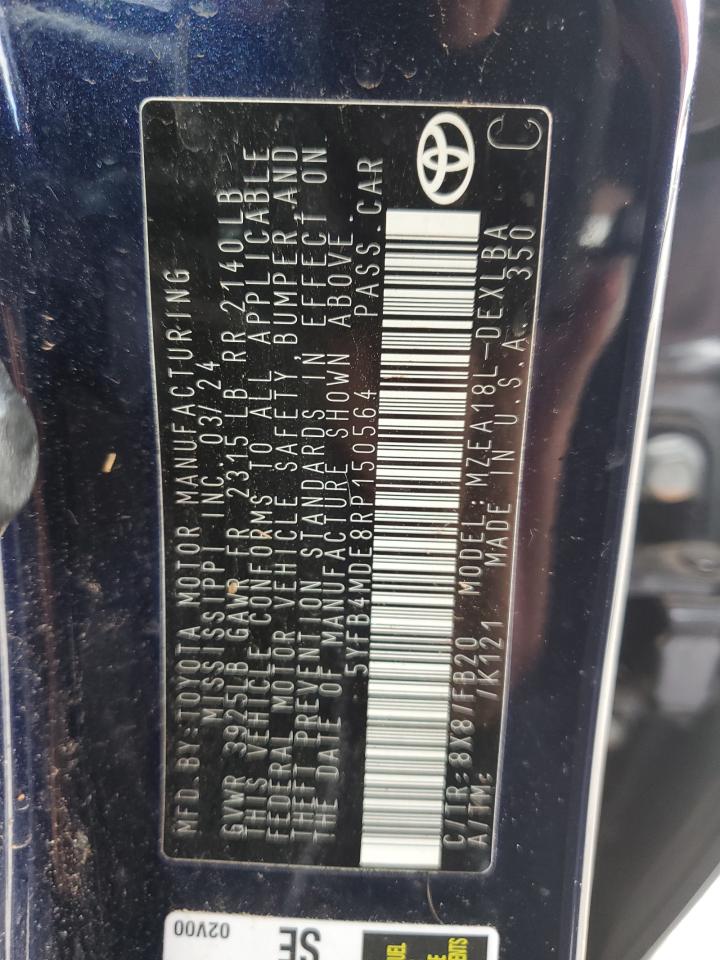 MFD. BY: TOYOTA MOTOR MANUFACTURING
MISSISSIPPI INC. 03/24
GVWR 3925LB GAWR FR 2315LB RR 2140LB
THIS VEHICLE CONFORMS TO ALL APPLICABLE
FEDERAL MOTOR VEHICLE SAFETY, BUMPER AND
THEFT PREVENTION STANDARDS IN EFFECT ON
THE DATE OF MANUFACTURE SHOWN ABOVE.
5YFB4MDE8RP150564 PASS.CAR
C/TR: 8X8 /FB20 MODEL: MZEA18L-DEXLBA
A/TM: /K121 MADE IN U.S.A. 350
C
02V00
SE